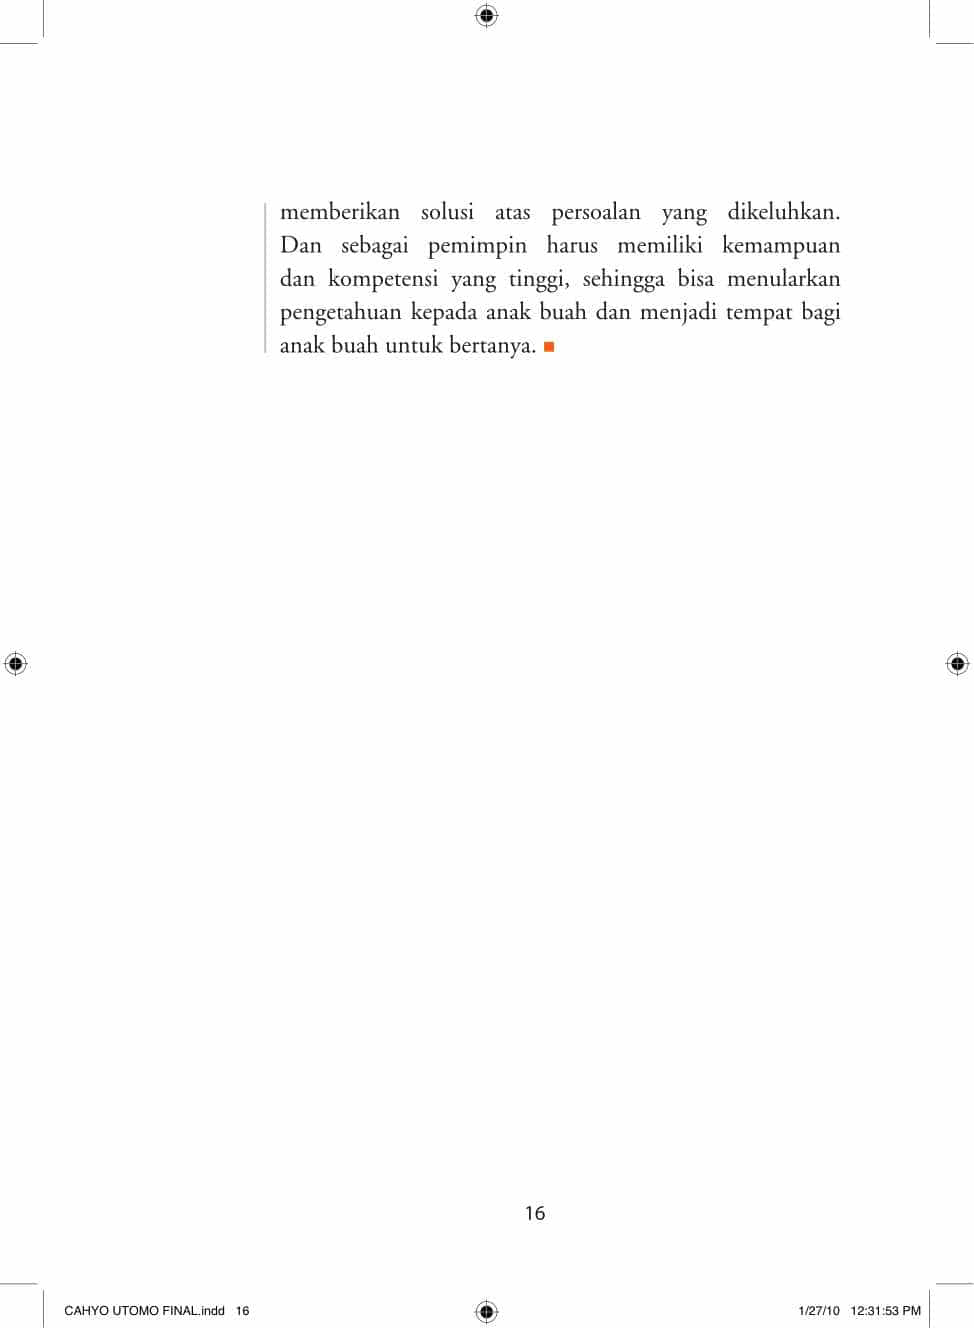 memberikan solusi atas persoalan yang dikeluhkan.
Dan sebagai pemimpin harus memiliki kemampuan
dan kompetensi yang tinggi, sehingga bisa menularkan
pengetahuan kepada anak buah dan menjadi tempat bagi
anak buah untuk bertanya.
16
CAHYO UTOMO FINAL.indd 16
1/27/10 12:31:53 PM